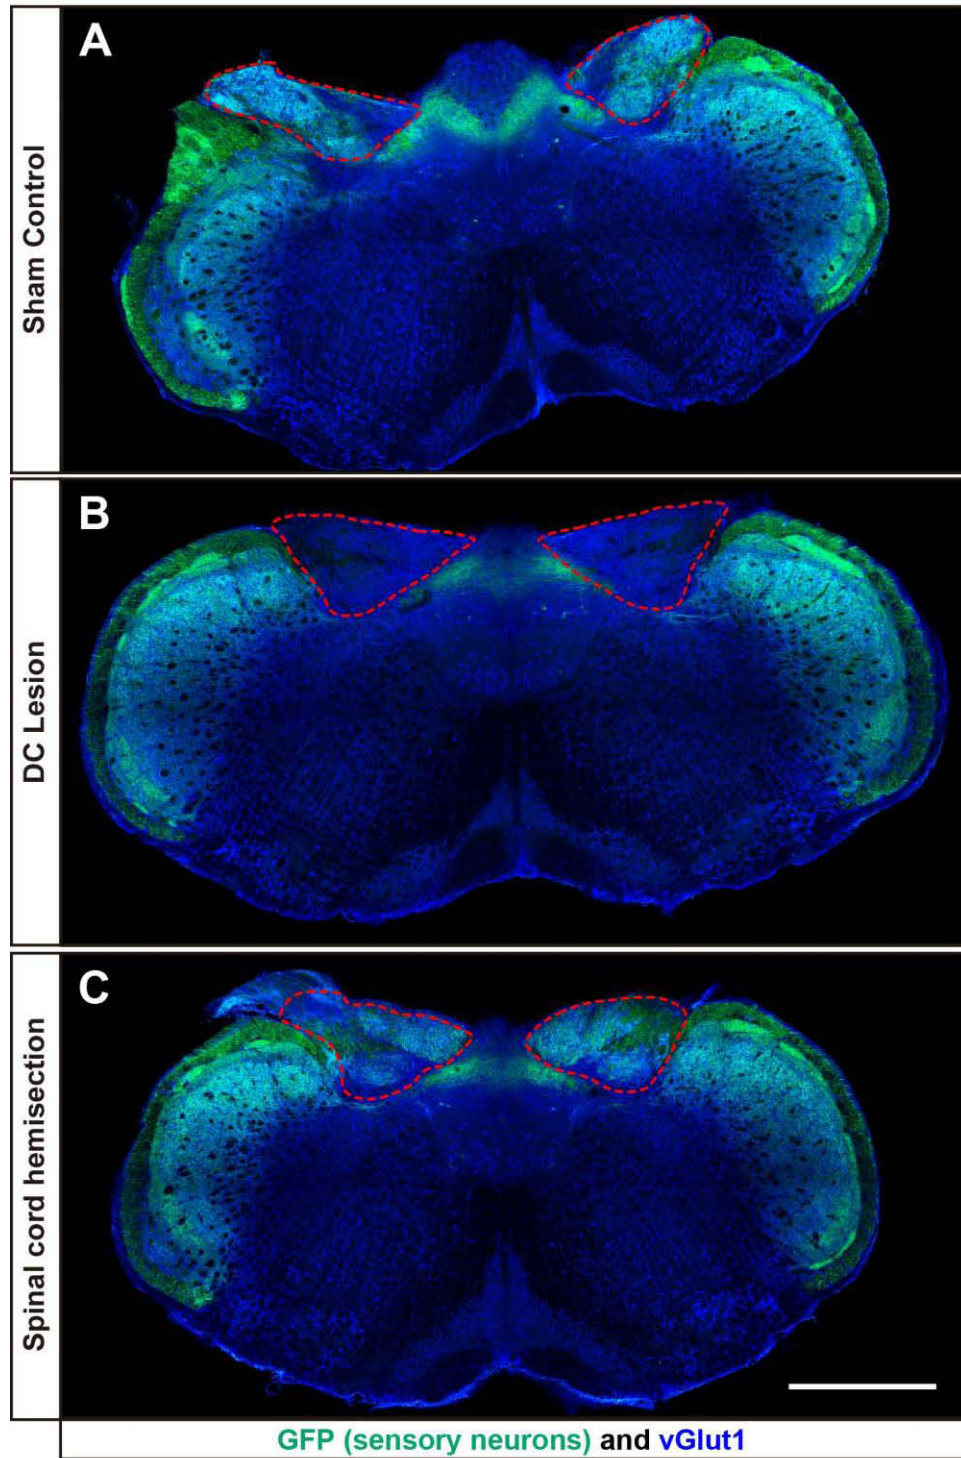 A
Sham Control
B
DC Lesion
C
Spinal cord hemisection
GFP (sensory neurons) and vGlut1